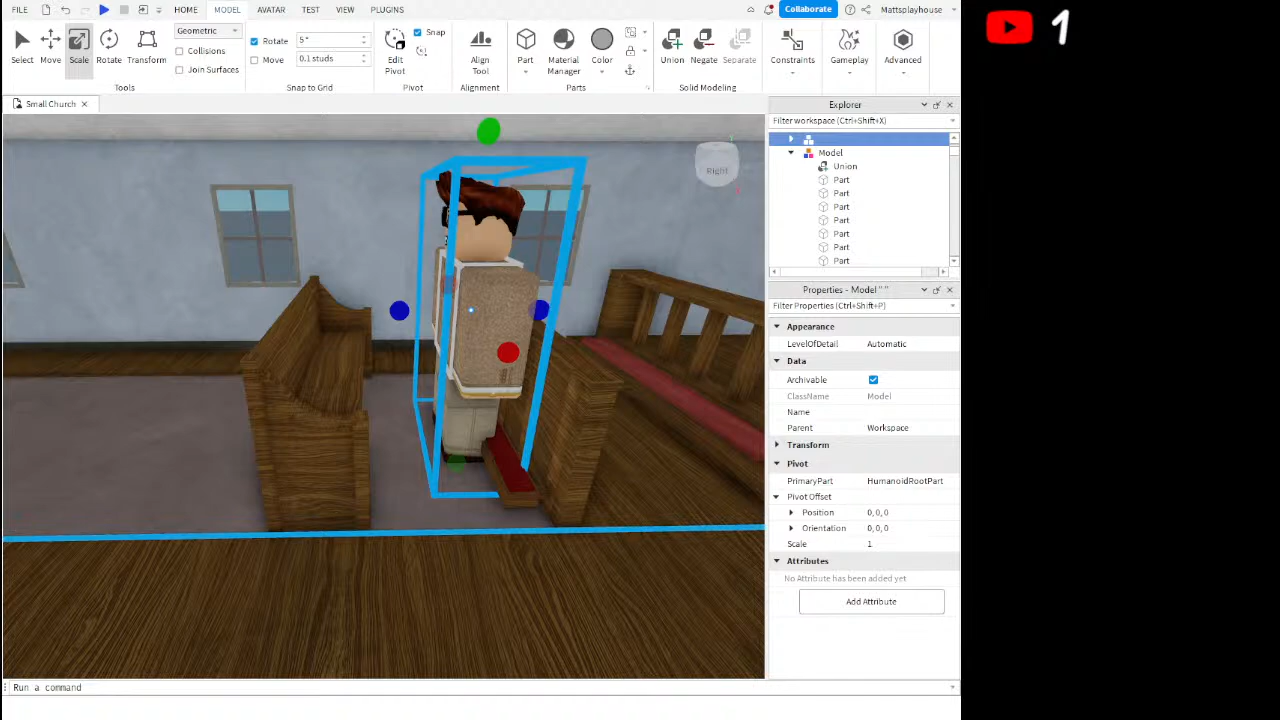 FILE HOME MODEL AVATAR TEST VIEW PLUGINS Collaborate Mattsplayhouse
1
Select Move Scale Rotate Transform
Geometric
Collisions
Join Surfaces
Tools
Rotate 5°
Move 0.1 studs
Snap to Grid
Edit Pivot
Snap
Pivot
Align Tool
Alignment
Part Material Manager Color
Parts
Union Negate Separate
Solid Modeling
Constraints Gameplay Advanced
Small Church
Right
Explorer
Filter workspace (Ctrl+Shift+X)
Model
Union
Part
Part
Part
Part
Part
Part
Part
Properties - Model " "
Filter Properties (Ctrl+Shift+P)
Appearance
LevelOfDetail Automatic
Data
Archivable
ClassName Model
Name
Parent Workspace
Transform
Pivot
PrimaryPart HumanoidRootPart
Pivot Offset
Position 0, 0, 0
Orientation 0, 0, 0
Scale 1
Attributes
No Attribute has been added yet
Add Attribute
Run a command